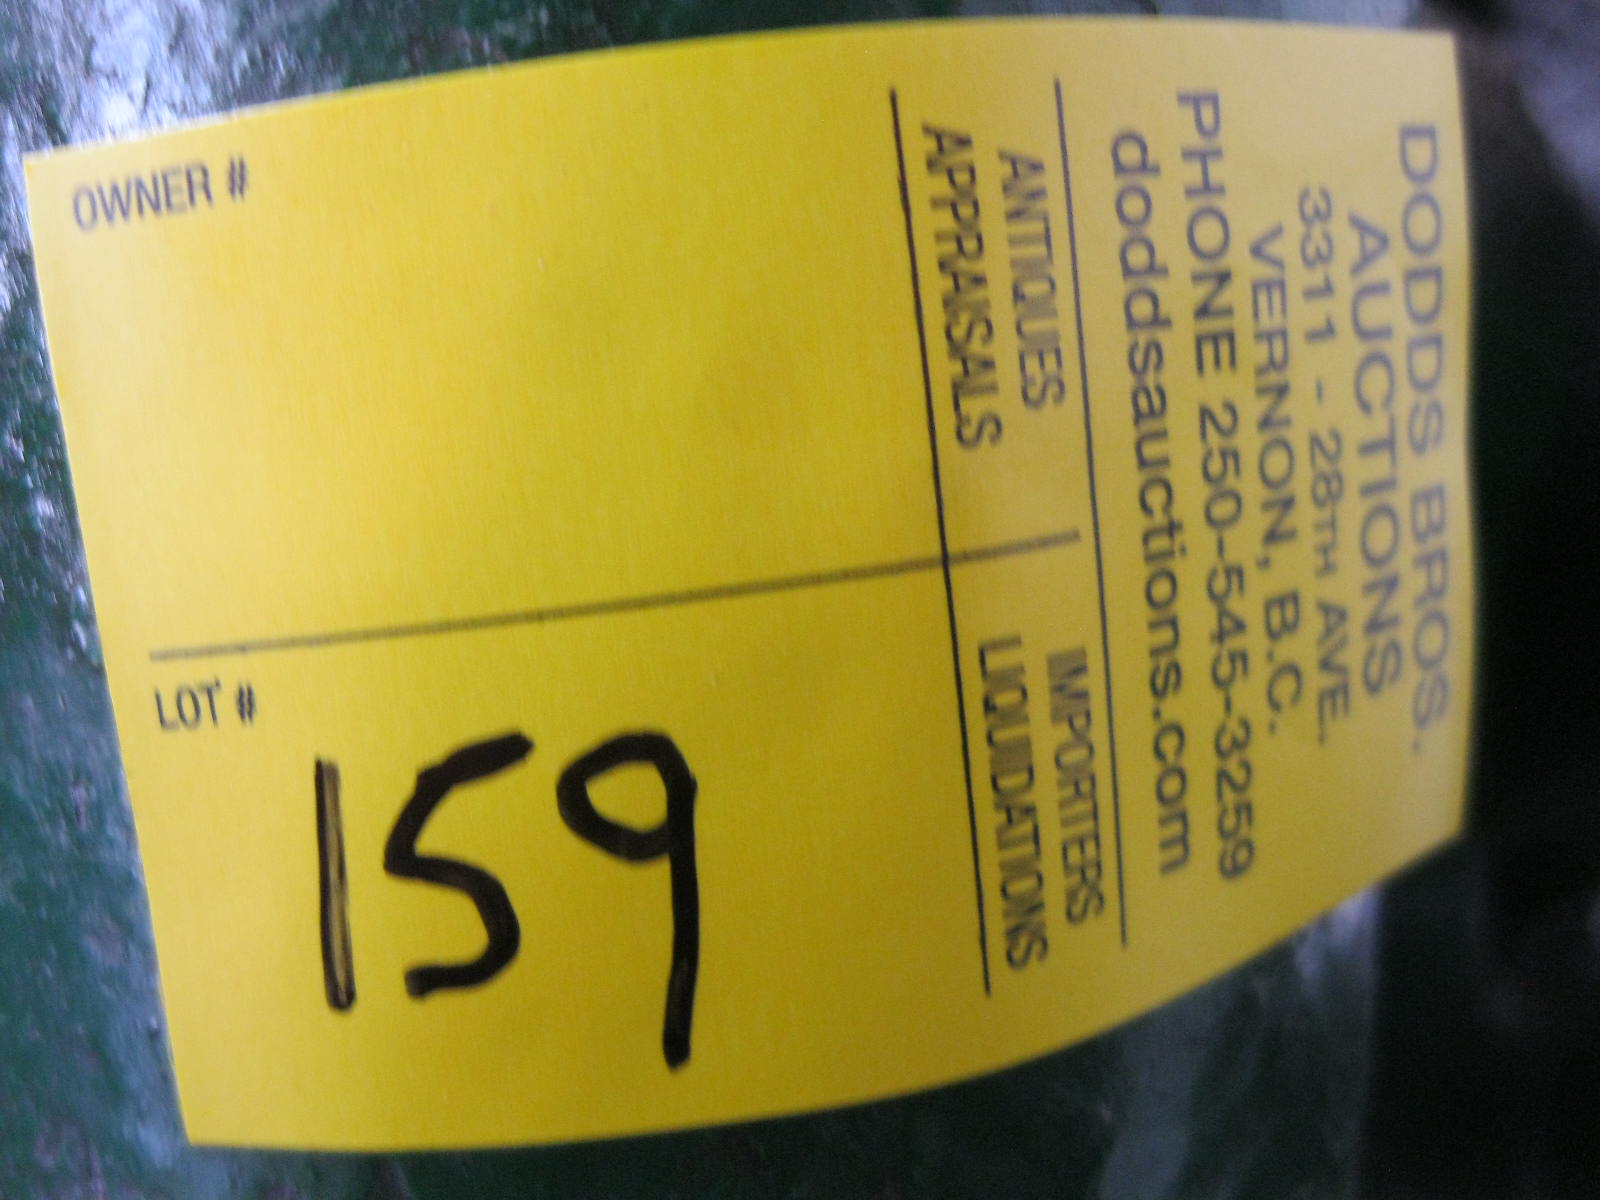 DODDS BROS.
AUCTIONS
3311 - 28TH AVE.
VERNON, B.C.
PHONE 250-545-3259
doddsauctions.com
ANTIQUES
APPRAISALS
IMPORTERS
LIQUIDATIONS
OWNER #
LOT #
159